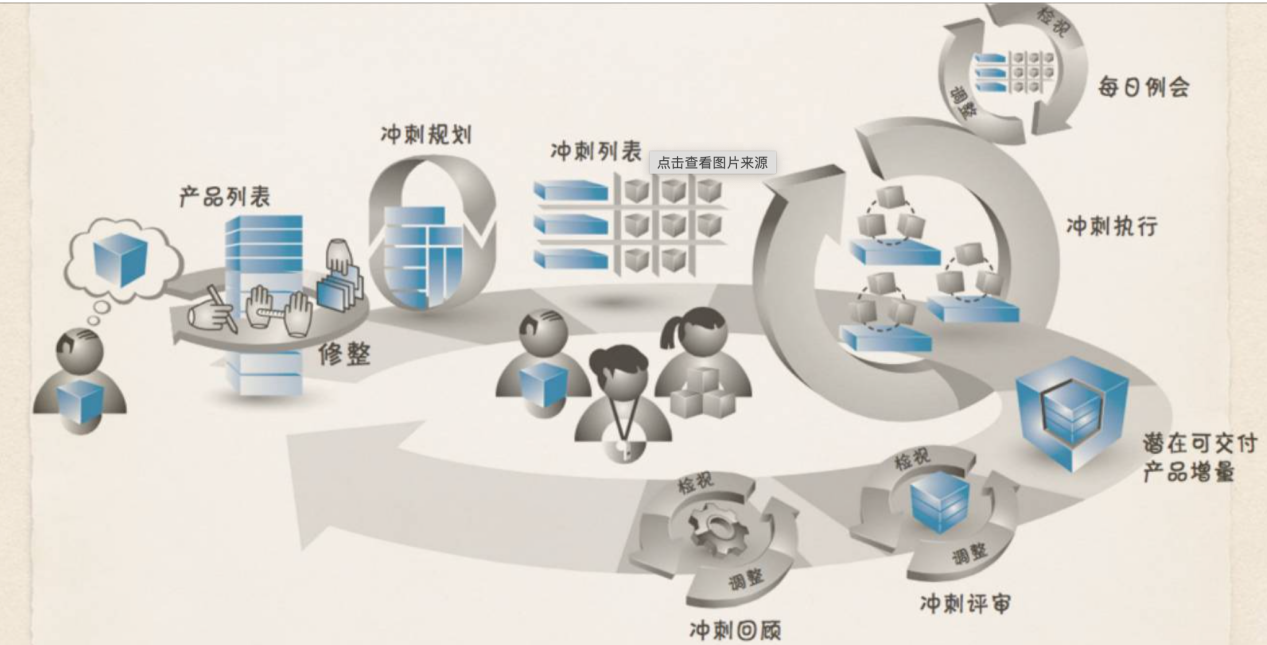 检视
调整
每日例会
冲刺规划
冲刺列表
点击查看图片来源
产品列表
冲刺执行
修整
潜在可交付
产品增量
检视
调整
冲刺评审
检视
调整
冲刺回顾